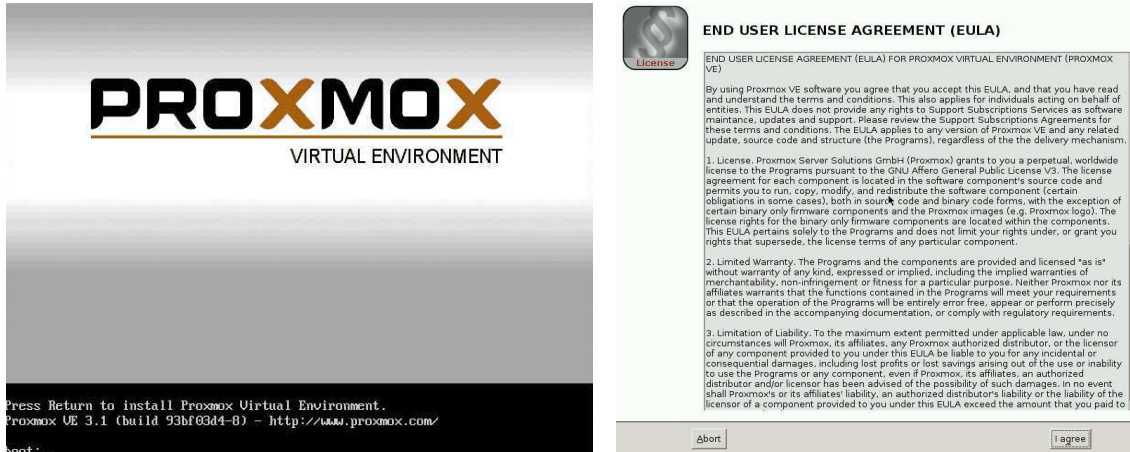 PROXMOX
VIRTUAL ENVIRONMENT
Press Return to install Proxmox Virtual Environment.
Proxmox VE 3.1 (build 93bf03d4-8) - http://www.proxmox.com/
boot:
License
END USER LICENSE AGREEMENT (EULA)
END USER LICENSE AGREEMENT (EULA) FOR PROXMOX VIRTUAL ENVIRONMENT (PROXMOX
VE)
By using Proxmox VE software you agree that you accept this EULA, and that you have read
and understand the terms and conditions. This also applies for individuals acting on behalf of
entities. This EULA does not provide any rights to Support Subscriptions Services as software
maintance, updates and support. Please review the Support Subscriptions Agreements for
these terms and conditions. The EULA applies to any version of Proxmox VE and any related
update, source code and structure (the Programs), regardless of the the delivery mechanism.
1. License. Proxmox Server Solutions GmbH (Proxmox) grants to you a perpetual, worldwide
license to the Programs pursuant to the GNU Affero General Public License V3. The license
agreement for each component is located in the software component's source code and
permits you to run, copy, modify, and redistribute the software component (certain
obligations in some cases), both in source code and binary code forms, with the exception of
certain binary only firmware components and the Proxmox images (e.g. Proxmox logo). The
license rights for the binary only firmware components are located within the components.
This EULA pertains solely to the Programs and does not limit your rights under, or grant you
rights that supersede, the license terms of any particular component.
2. Limited Warranty. The Programs and the components are provided and licensed "as is"
without warranty of any kind, expressed or implied, including the implied warranties of
merchantability, non-infringement or fitness for a particular purpose. Neither Proxmox nor its
affiliates warrants that the functions contained in the Programs will meet your requirements
or that the operation of the Programs will be entirely error free, appear or perform precisely
as described in the accompanying documentation, or comply with regulatory requirements.
3. Limitation of Liability. To the maximum extent permitted under applicable law, under no
circumstances will Proxmox, its affiliates, any Proxmox authorized distributor, or the licensor
of any component provided to you under this EULA be liable to you for any incidental or
consequential damages, including lost profits or lost savings arising out of the use or inability
to use the Programs or any component, even if Proxmox, its affiliates, an authorized
distributor and/or licensor has been advised of the possibility of such damages. In no event
shall Proxmox's or its affiliates' liability, an authorized distributor's liability or the liability of the
licensor of a component provided to you under this EULA exceed the amount that you paid to
Abort
I agree